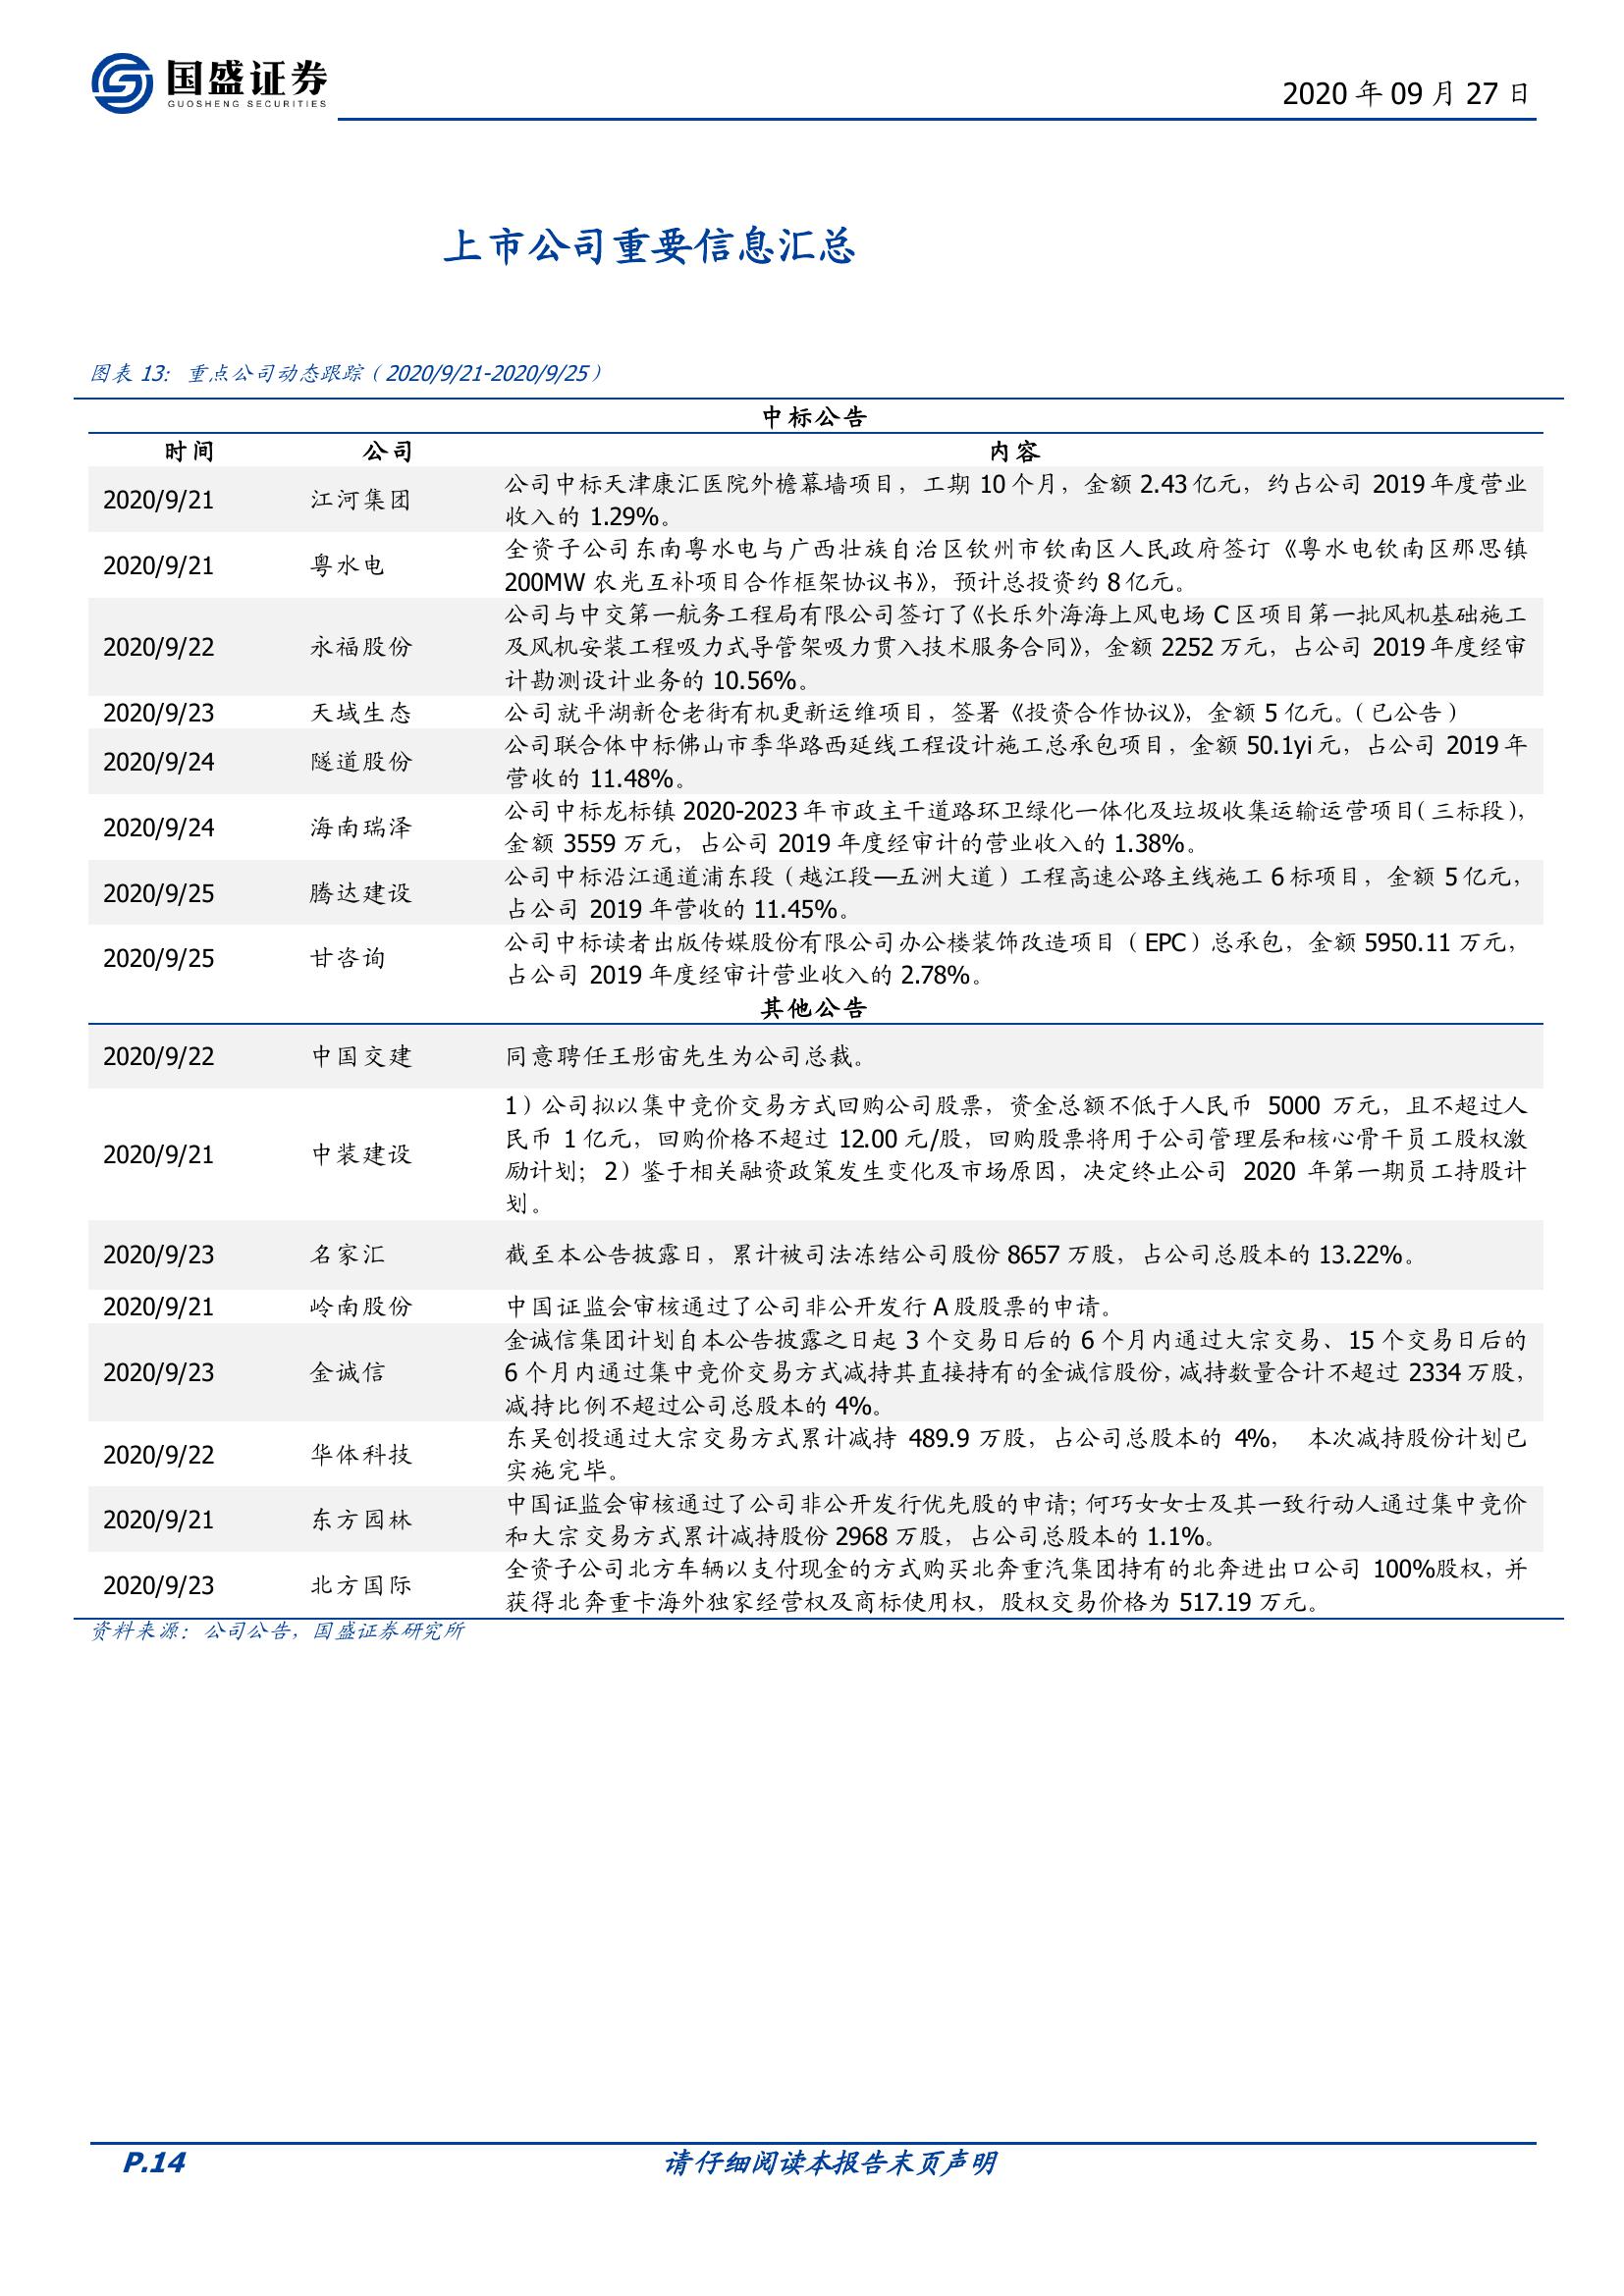 国盛证券
GUOSHENG SECURITIES
2020 年 09 月 27 日
上市公司重要信息汇总
图表 13： 重点公司动态跟踪（2020/9/21-2020/9/25）
中标公告
时间 公司 内容
2020/9/21 江河集团 公司中标天津康汇医院外檐幕墙项目，工期 10 个月，金额 2.43 亿元，约占公司 2019 年度营业
收入的 1.29%。
2020/9/21 粤水电 全资子公司东南粤水电与广西壮族自治区钦州市钦南区人民政府签订《粤水电钦南区那思镇
200MW 农光互补项目合作框架协议书》，预计总投资约 8 亿元。
2020/9/22 永福股份 公司与中交第一航务工程局有限公司签订了《长乐外海海上风电场 C 区项目第一批风机基础施工
及风机安装工程吸力式导管架吸力贯入技术服务合同》，金额 2252 万元，占公司 2019 年度经审
计勘测设计业务的 10.56%。
2020/9/23 天域生态 公司就平湖新仓老街有机更新运维项目，签署《投资合作协议》，金额 5 亿元。（已公告）
2020/9/24 隧道股份 公司联合体中标佛山市季华路西延线工程设计施工总承包项目，金额 50.1yi 元，占公司 2019 年
营收的 11.48%。
2020/9/24 海南瑞泽 公司中标龙标镇 2020-2023 年市政主干道路环卫绿化一体化及垃圾收集运输运营项目（三标段），
金额 3559 万元，占公司 2019 年度经审计的营业收入的 1.38%。
2020/9/25 腾达建设 公司中标沿江通道浦东段（越江段—五洲大道）工程高速公路主线施工 6 标项目，金额 5 亿元，
占公司 2019 年营收的 11.45%。
2020/9/25 甘咨询 公司中标读者出版传媒股份有限公司办公楼装饰改造项目（EPC）总承包，金额 5950.11 万元，
占公司 2019 年度经审计营业收入的 2.78%。
其他公告
2020/9/22 中国交建 同意聘任王彤宙先生为公司总裁。
2020/9/21 中装建设 1）公司拟以集中竞价交易方式回购公司股票，资金总额不低于人民币 5000 万元，且不超过人
民币 1 亿元，回购价格不超过 12.00 元/股，回购股票将用于公司管理层和核心骨干员工股权激
励计划；2）鉴于相关融资政策发生变化及市场原因，决定终止公司 2020 年第一期员工持股计
划。
2020/9/23 名家汇 截至本公告披露日，累计被司法冻结公司股份 8657 万股，占公司总股本的 13.22%。
2020/9/21 岭南股份 中国证监会审核通过了公司非公开发行 A 股股票的申请。
2020/9/23 金诚信 金诚信集团计划自本公告披露之日起 3 个交易日后的 6 个月内通过大宗交易、15 个交易日后的
6 个月内通过集中竞价交易方式减持其直接持有的金诚信股份，减持数量合计不超过 2334 万股，
减持比例不超过公司总股本的 4%。
2020/9/22 华体科技 东吴创投通过大宗交易方式累计减持 489.9 万股，占公司总股本的 4%， 本次减持股份计划已
实施完毕。
2020/9/21 东方园林 中国证监会审核通过了公司非公开发行优先股的申请；何巧女女士及其一致行动人通过集中竞价
和大宗交易方式累计减持股份 2968 万股，占公司总股本的 1.1%。
2020/9/23 北方国际 全资子公司北方车辆以支付现金的方式购买北奔重汽集团持有的北奔进出口公司 100%股权，并
获得北奔重卡海外独家经营权及商标使用权，股权交易价格为 517.19 万元。
资料来源：公司公告，国盛证券研究所
P.14 请仔细阅读本报告末页声明